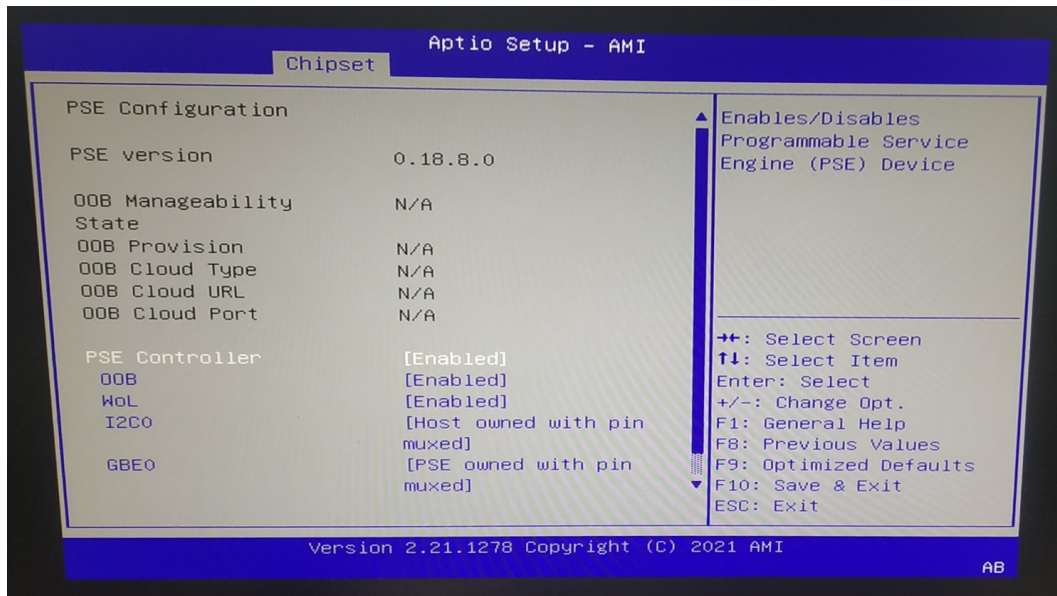 Aptio Setup - AMI
Chipset
PSE Configuration
PSE version 0.18.8.0
OOB Manageability N/A
State
OOB Provision N/A
OOB Cloud Type N/A
OOB Cloud URL N/A
OOB Cloud Port N/A
PSE Controller [Enabled]
OOB [Enabled]
WoL [Enabled]
I2C0 [Host owned with pin
muxed]
GBE0 [PSE owned with pin
muxed]
Enables/Disables
Programmable Service
Engine (PSE) Device
→←: Select Screen
↑↓: Select Item
Enter: Select
+/-: Change Opt.
F1: General Help
F8: Previous Values
F9: Optimized Defaults
F10: Save & Exit
ESC: Exit
Version 2.21.1278 Copyright (C) 2021 AMI
AB